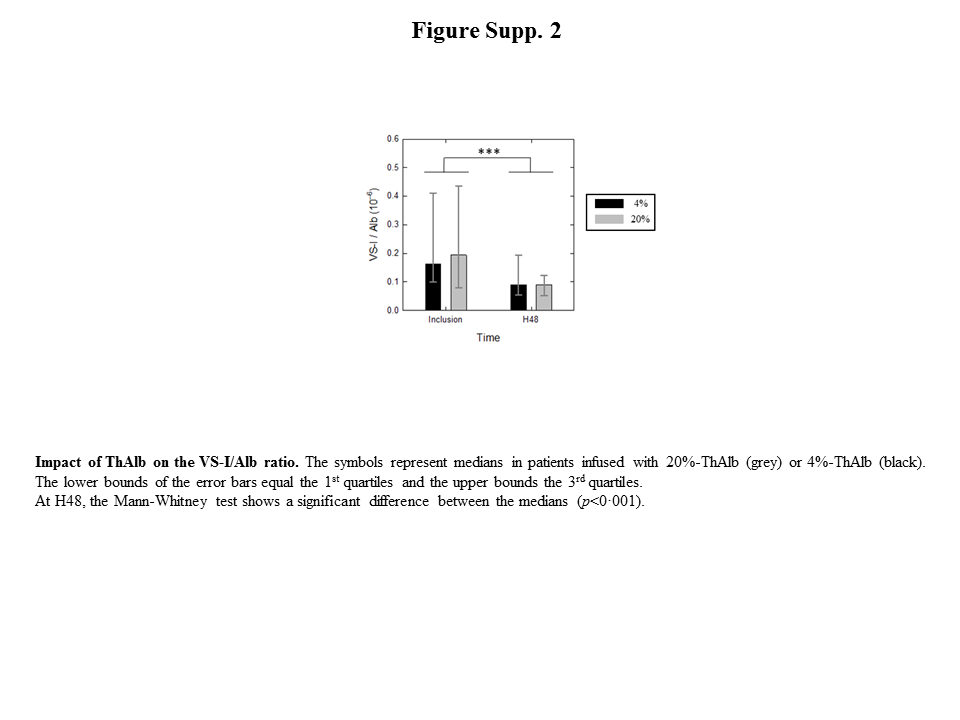 Figure Supp. 2
0.6
***
0.5
0.4
0.3
0.2
0.1
0.0
VS-I / Alb (10⁻⁶)
Inclusion H48
Time
4%
20%
Impact of ThAlb on the VS-I/Alb ratio. The symbols represent medians in patients infused with 20%-ThAlb (grey) or 4%-ThAlb (black).
The lower bounds of the error bars equal the 1st quartiles and the upper bounds the 3rd quartiles.
At H48, the Mann-Whitney test shows a significant difference between the medians (p<0·001).